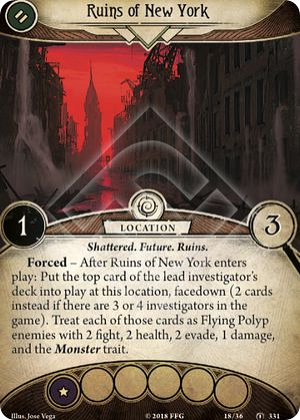 Ruins of New York
1
LOCATION
3
Shattered. Future. Ruins.
Forced – After Ruins of New York enters
play: Put the top card of the lead investigator's
deck into play at this location, facedown (2 cards
instead if there are 3 or 4 investigators in the
game). Treat each of those cards as Flying Polyp
enemies with 2 fight, 2 health, 2 evade, 1 damage,
and the Monster trait.
Illus. Jose Vega
© 2018 FFG
18/36
331